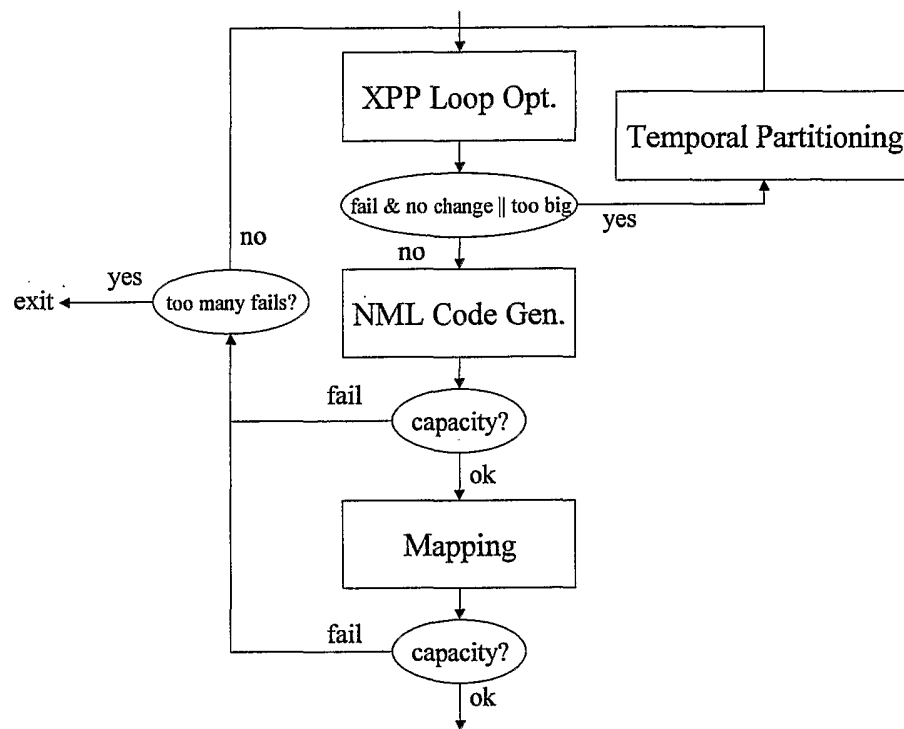 XPP Loop Opt.
Temporal Partitioning
fail & no change || too big
yes
no
no
yes
exit
too many fails?
NML Code Gen.
fail
capacity?
ok
Mapping
fail
capacity?
ok